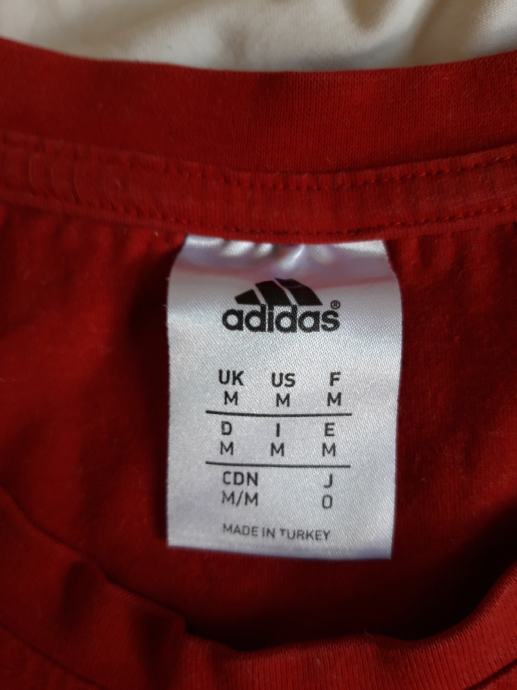 adidas®
UK US F
M M M
D I E
M M M
CDN J
M/M O
MADE IN TURKEY